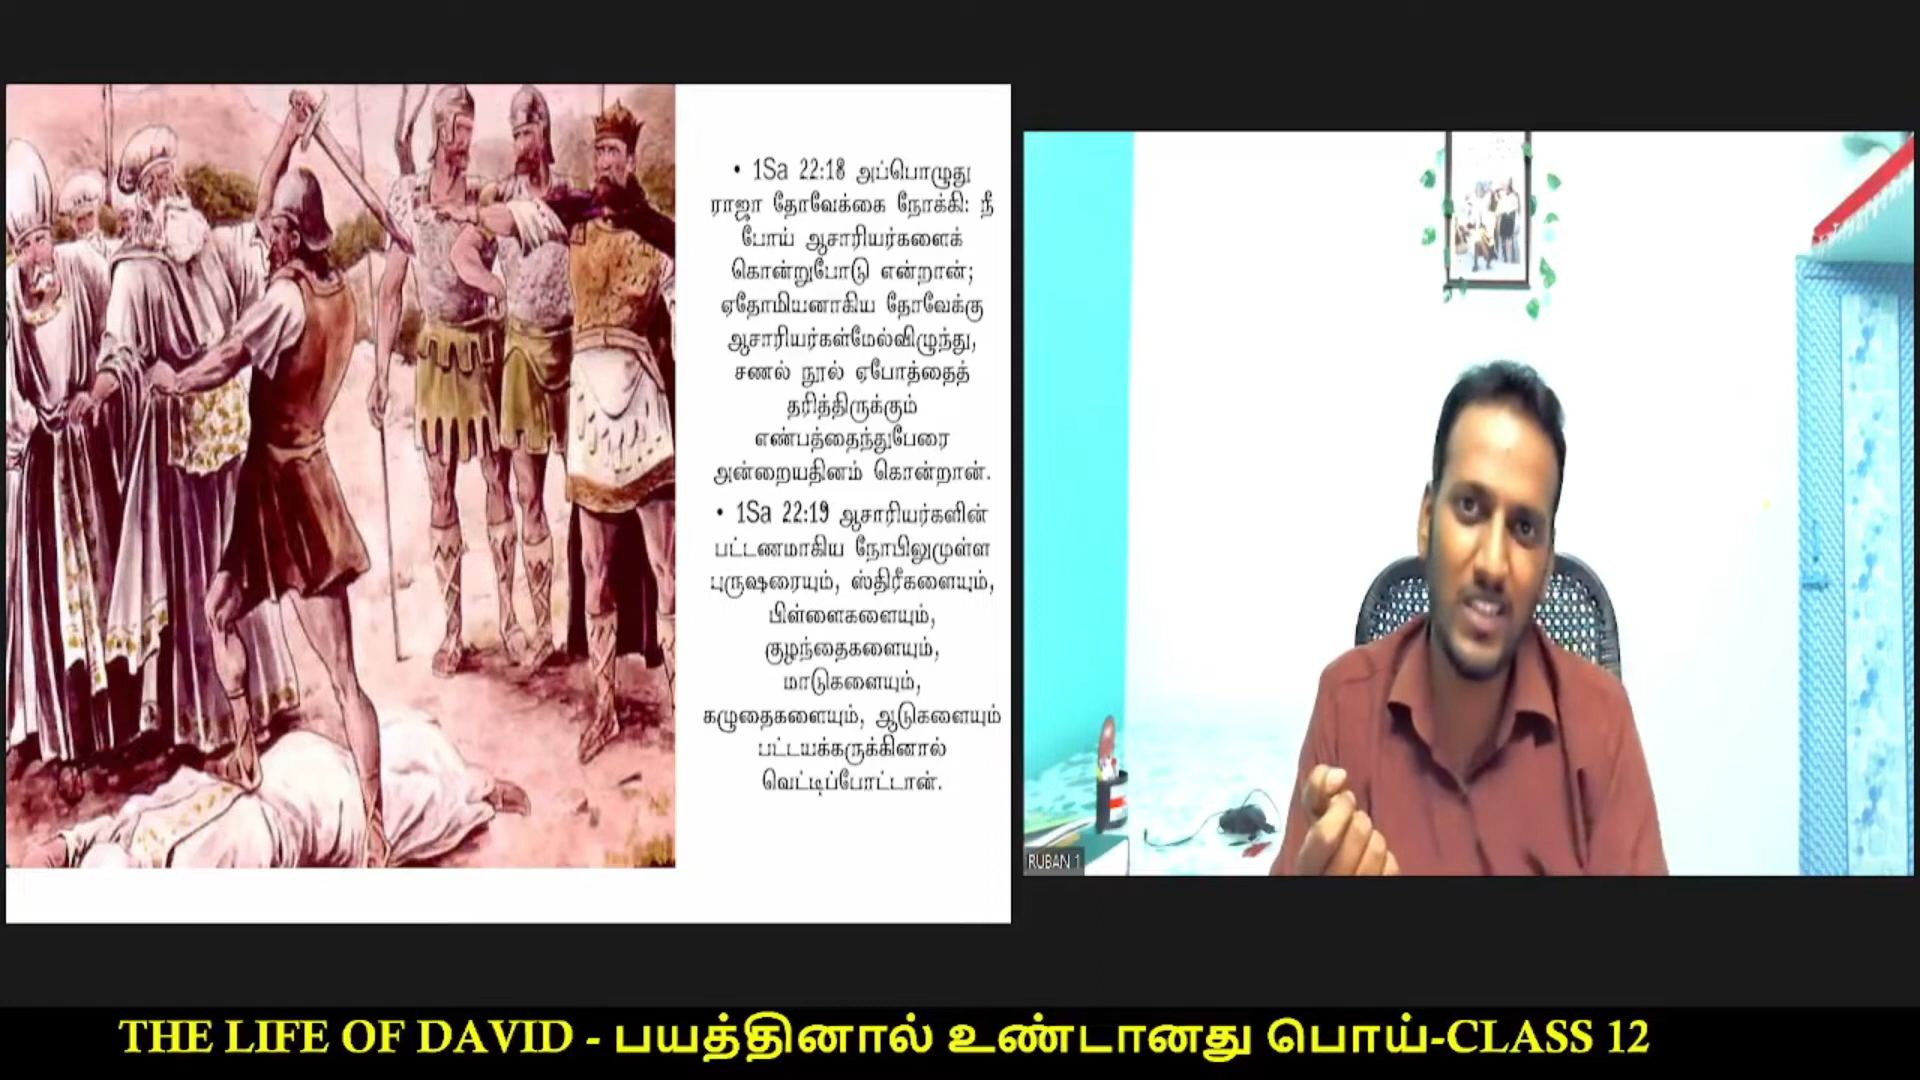 • 1Sa 22:18 அப்பொழுது
ராஜா தோவேக்கை நோக்கி: நீ
போய் ஆசாரியர்களைக்
கொன்றுபோடு என்றான்;
ஏதோமியனாகிய தோவேக்கு
ஆசாரியர்கள்மேல்விழுந்து,
சணல் நூல் ஏபோத்தைத்
தரித்திருக்கும்
எண்பத்தைந்துபேரை
அன்றையதினம் கொன்றான்.
• 1Sa 22:19 ஆசாரியர்களின்
பட்டணமாகிய நோபிலுமுள்ள
புருஷரையும், ஸ்திரீகளையும்,
பிள்ளைகளையும்,
குழந்தைகளையும்,
மாடுகளையும்,
கழுதைகளையும், ஆடுகளையும்
பட்டயக்கருக்கினால்
வெட்டிப்போட்டான்.
RUBAN 1
THE LIFE OF DAVID - பயத்தினால் உண்டானது பொய்-CLASS 12